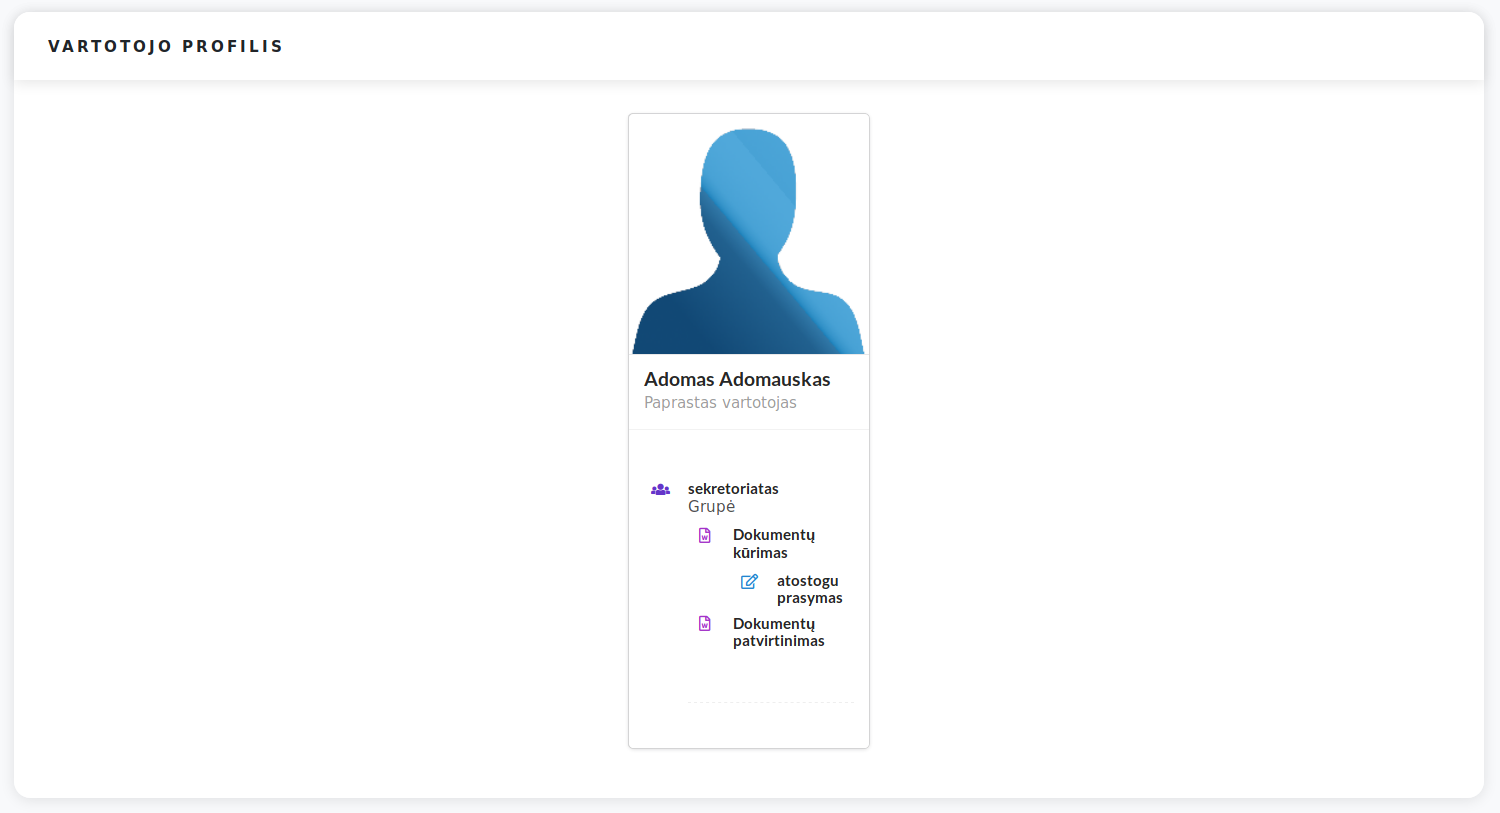 VARTOTOJO PROFILIS
Adomas Adomauskas
Paprastas vartotojas
sekretoriatas
Grupė
Dokumentų
kūrimas
atostogu
prasymas
Dokumentų
patvirtinimas